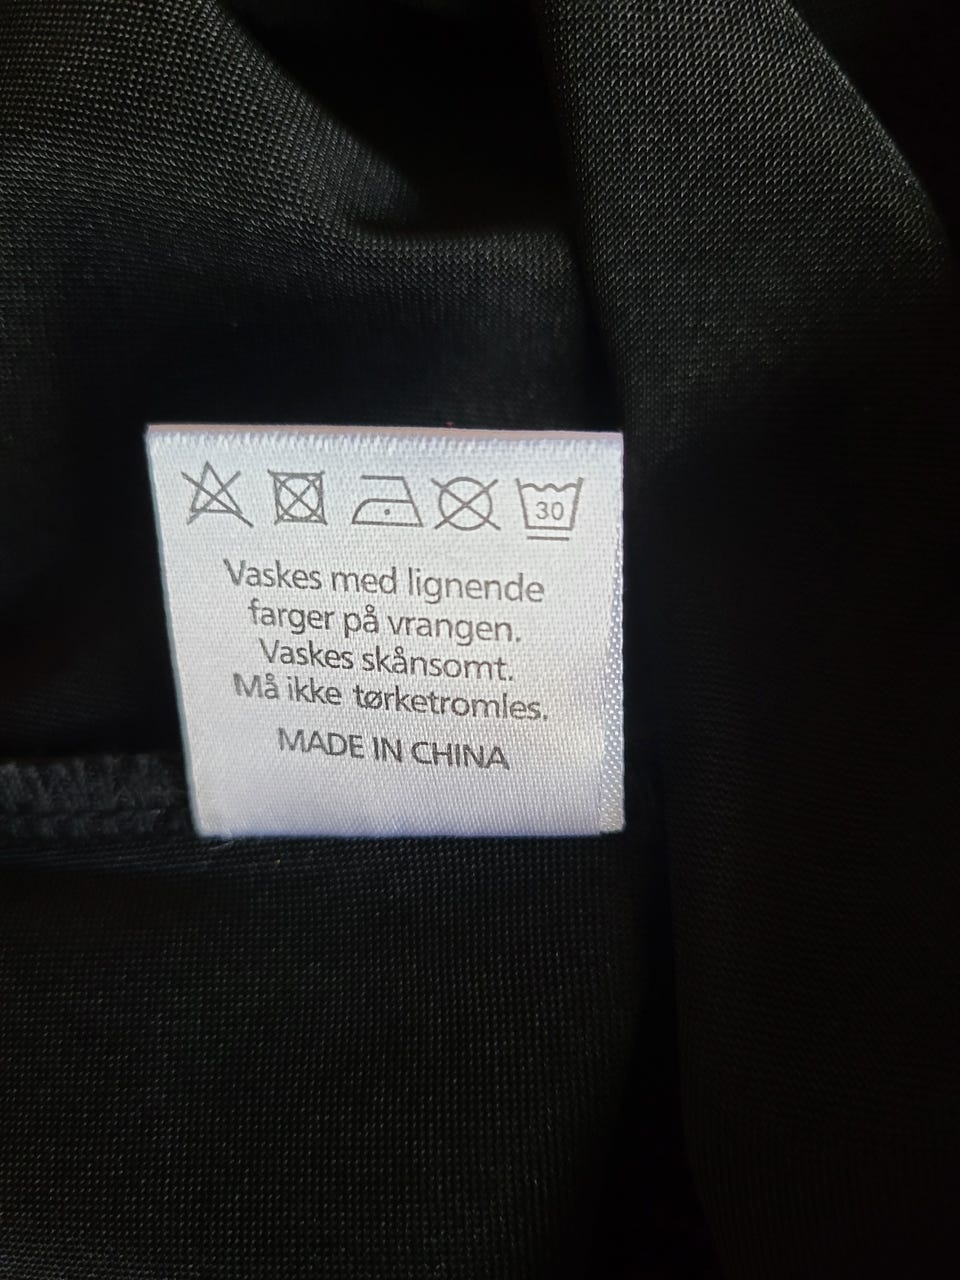 30
Vaskes med lignende
farger på vrangen.
Vaskes skånsomt.
Må ikke tørketromles.
MADE IN CHINA